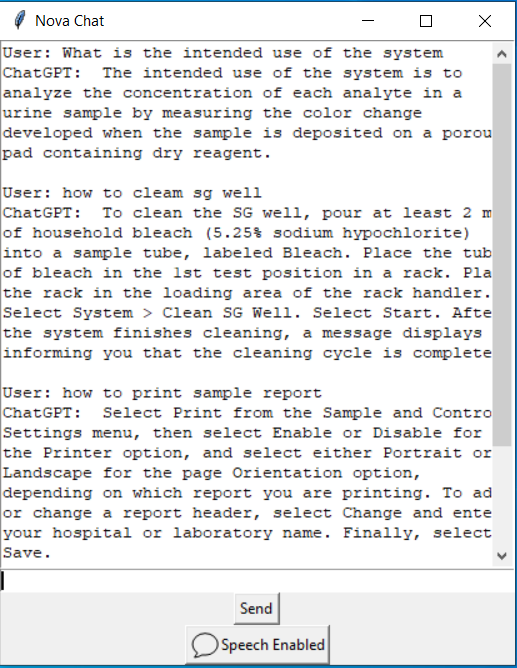 Nova Chat
User: What is the intended use of the system
ChatGPT:  The intended use of the system is to
analyze the concentration of each analyte in a
urine sample by measuring the color change
developed when the sample is deposited on a porou
pad containing dry reagent.
User: how to cleam sg well
ChatGPT:  To clean the SG well, pour at least 2 m
of household bleach (5.25% sodium hypochlorite)
into a sample tube, labeled Bleach. Place the tub
of bleach in the 1st test position in a rack. Pla
the rack in the loading area of the rack handler.
Select System > Clean SG Well. Select Start. Afte
the system finishes cleaning, a message displays
informing you that the cleaning cycle is complete
User: how to print sample report
ChatGPT:  Select Print from the Sample and Contro
Settings menu, then select Enable or Disable for
the Printer option, and select either Portrait or
Landscape for the page Orientation option,
depending on which report you are printing. To ad
or change a report header, select Change and ente
your hospital or laboratory name. Finally, select
Save.
Send
Speech Enabled